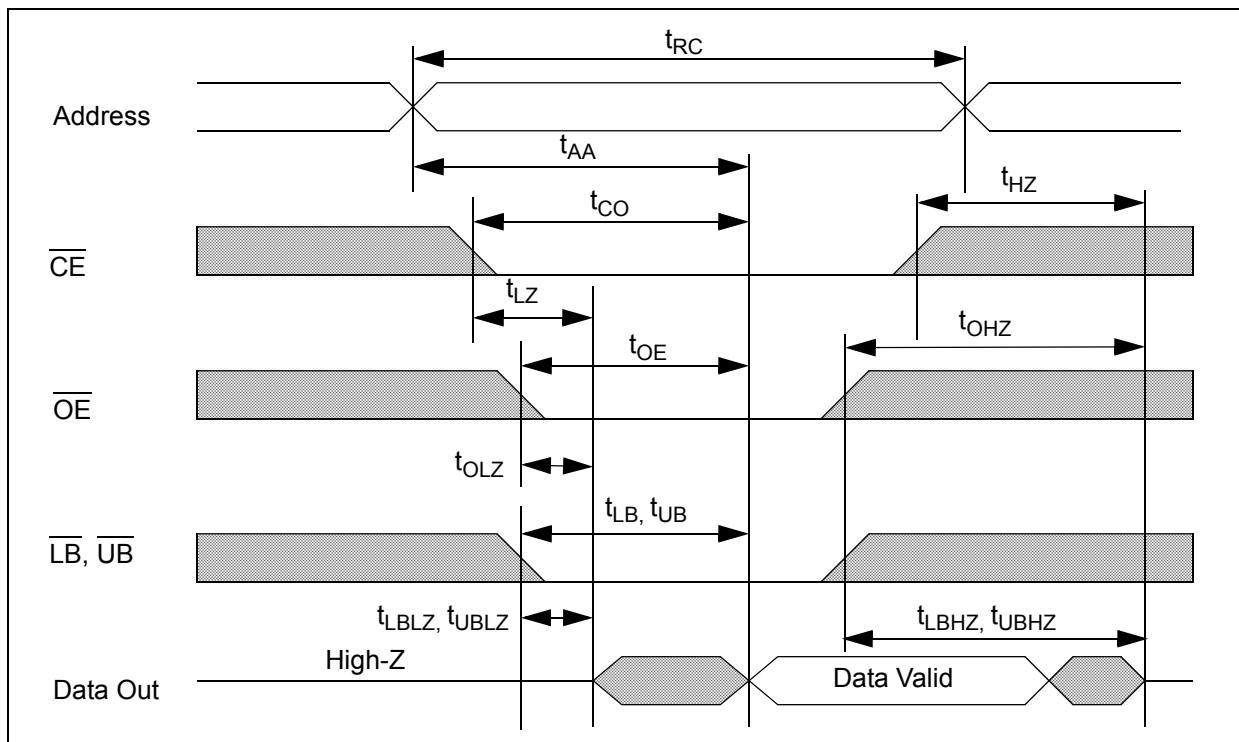 tRC
Address
tAA
tHZ
tCO
CE
tLZ
tOHZ
tOE
OE
tOLZ
tLB, tUB
LB, UB
tLBLZ, tUBLZ
tLBHZ, tUBHZ
High-Z
Data Out
Data Valid